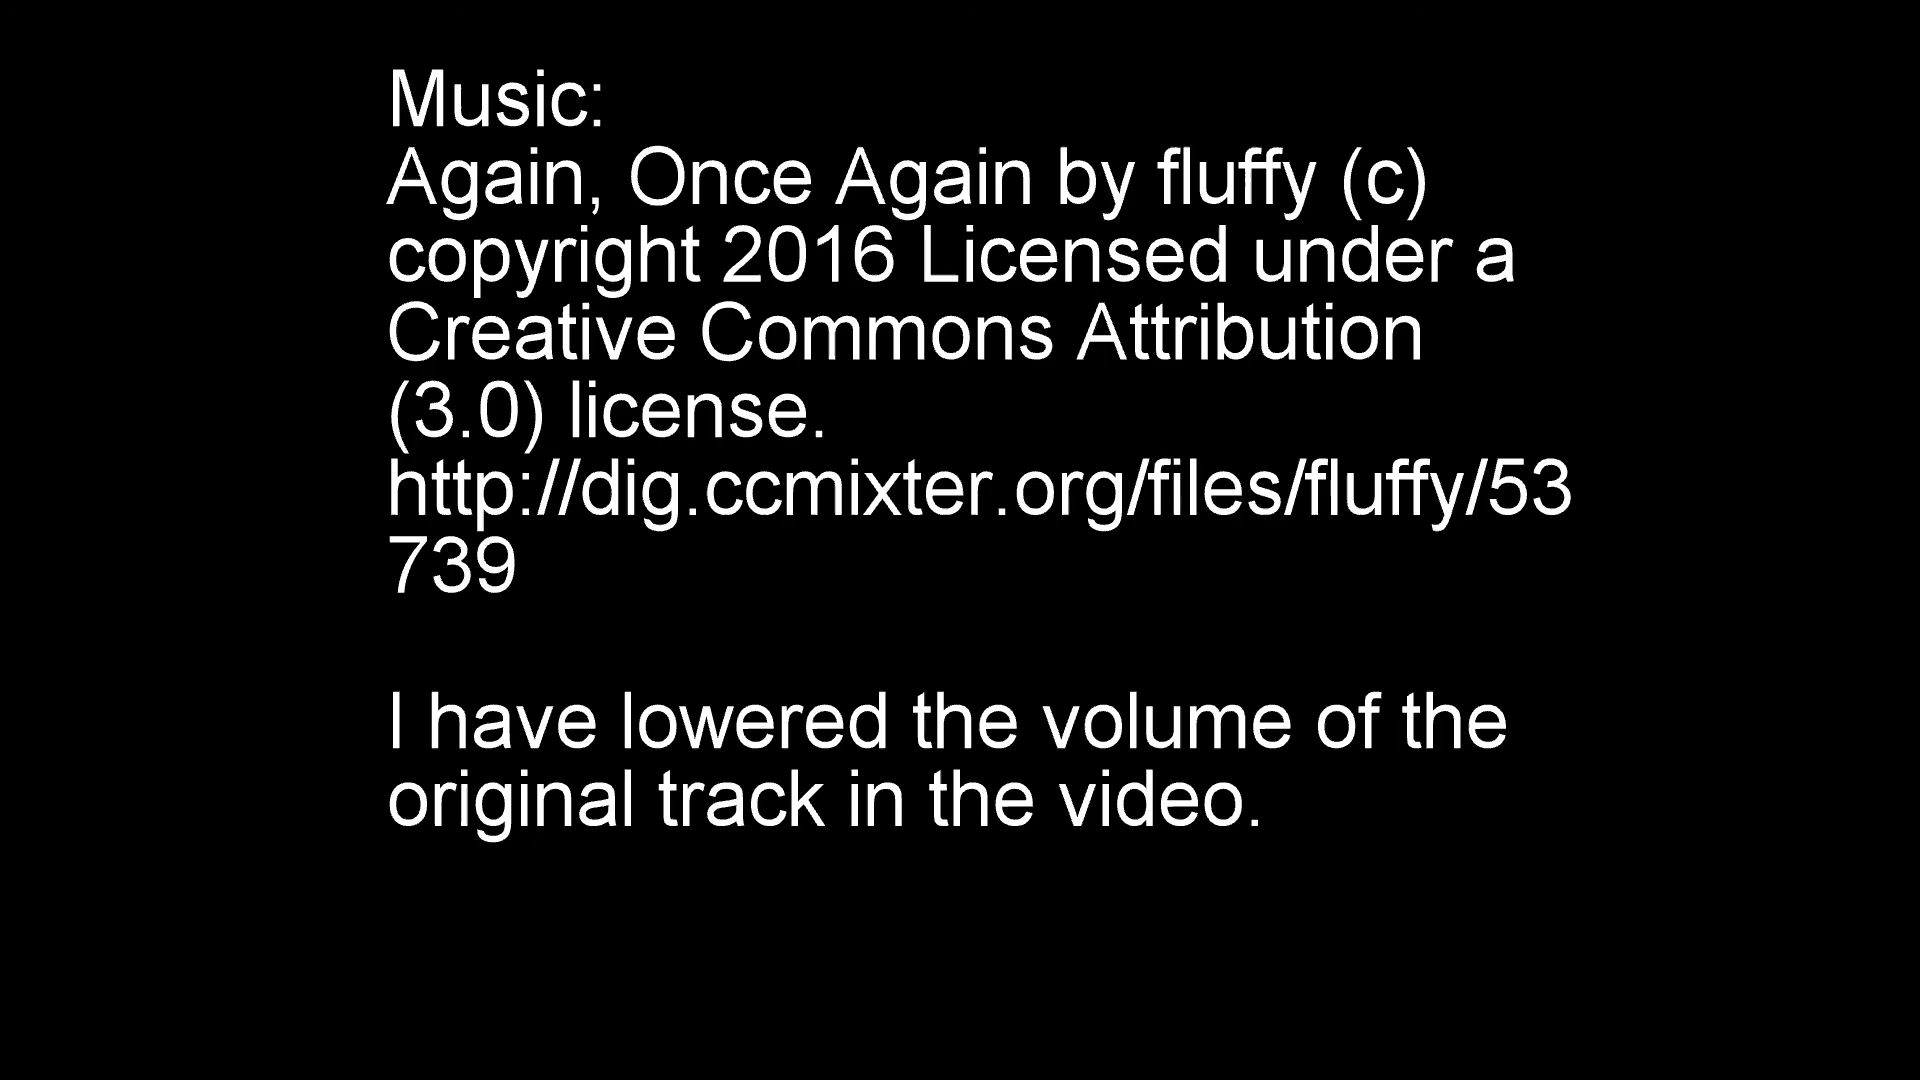 Music:
Again, Once Again by fluffy (c)
copyright 2016 Licensed under a
Creative Commons Attribution
(3.0) license.
http://dig.ccmixter.org/files/fluffy/53
739
I have lowered the volume of the
original track in the video.